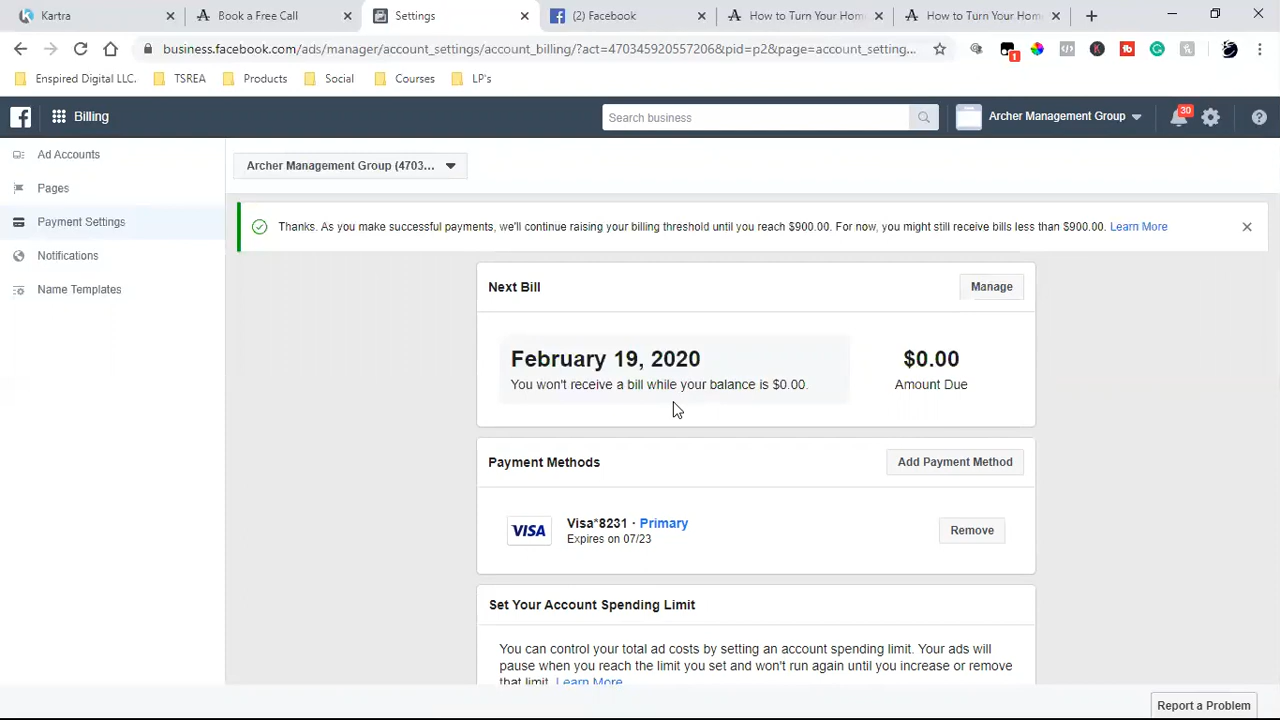 Kartra
Book a Free Call
Settings
(2) Facebook
How to Turn Your Hom
How to Turn Your Hom
business.facebook.com/ads/manager/account_settings/account_billing/?act=470345920557206&pid=p2&page=account_setting...
1
Enspired Digital LLC.
TSREA
Products
Social
Courses
LP's
Billing
Search business
Archer Management Group
30
Ad Accounts
Pages
Payment Settings
Notifications
Name Templates
Archer Management Group (4703...
Thanks. As you make successful payments, we'll continue raising your billing threshold until you reach $900.00. For now, you might still receive bills less than $900.00. Learn More
Next Bill
Manage
February 19, 2020
$0.00
You won't receive a bill while your balance is $0.00.
Amount Due
Payment Methods
Add Payment Method
VISA
Visa*8231 · Primary
Expires on 07/23
Remove
Set Your Account Spending Limit
You can control your total ad costs by setting an account spending limit. Your ads will
pause when you reach the limit you set and won't run again until you increase or remove
that limit. Learn More
Report a Problem